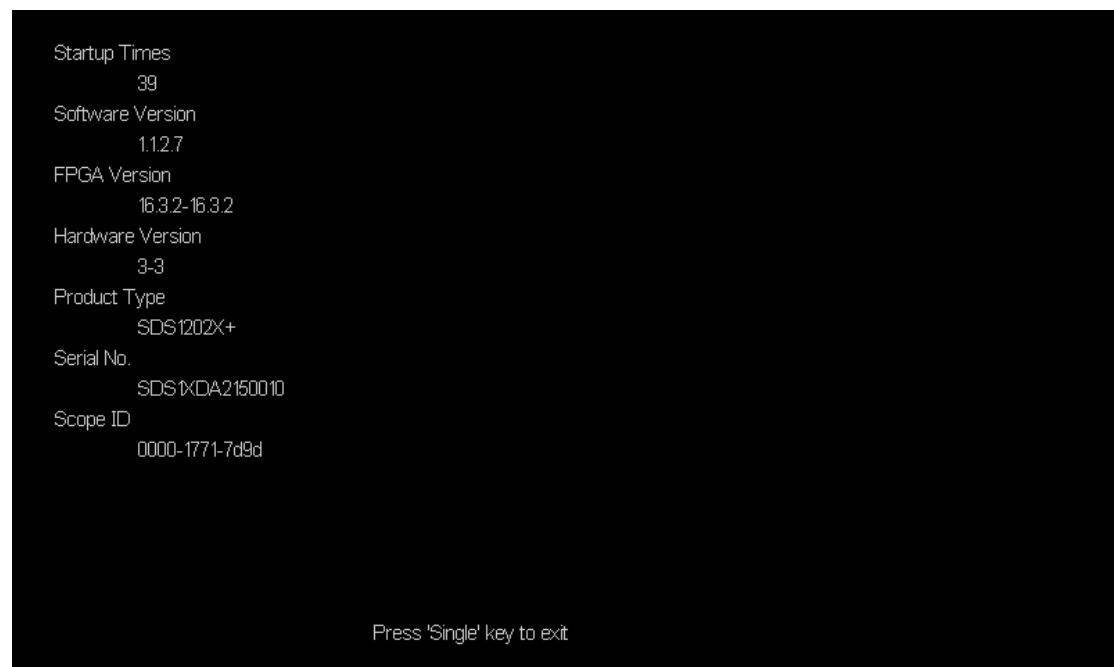 Startup Times
39
Software Version
1.1.2.7
FPGA Version
16.3.2-16.3.2
Hardware Version
3-3
Product Type
SDS1202X+
Serial No.
SDS1XDA2150010
Scope ID
0000-1771-7d9d
Press 'Single' key to exit